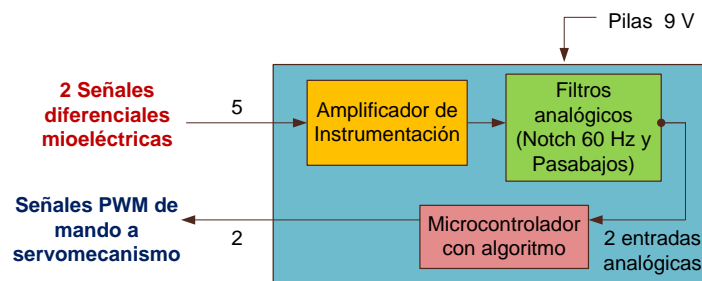 Pilas 9 V
2 Señales
diferenciales
mioeléctricas
5
Amplificador de
Instrumentación
Filtros
analógicos
(Notch 60 Hz y
Pasabajos)
Señales PWM de
mando a
servomecanismo
2
Microcontrolador
con algoritmo
2 entradas
analógicas